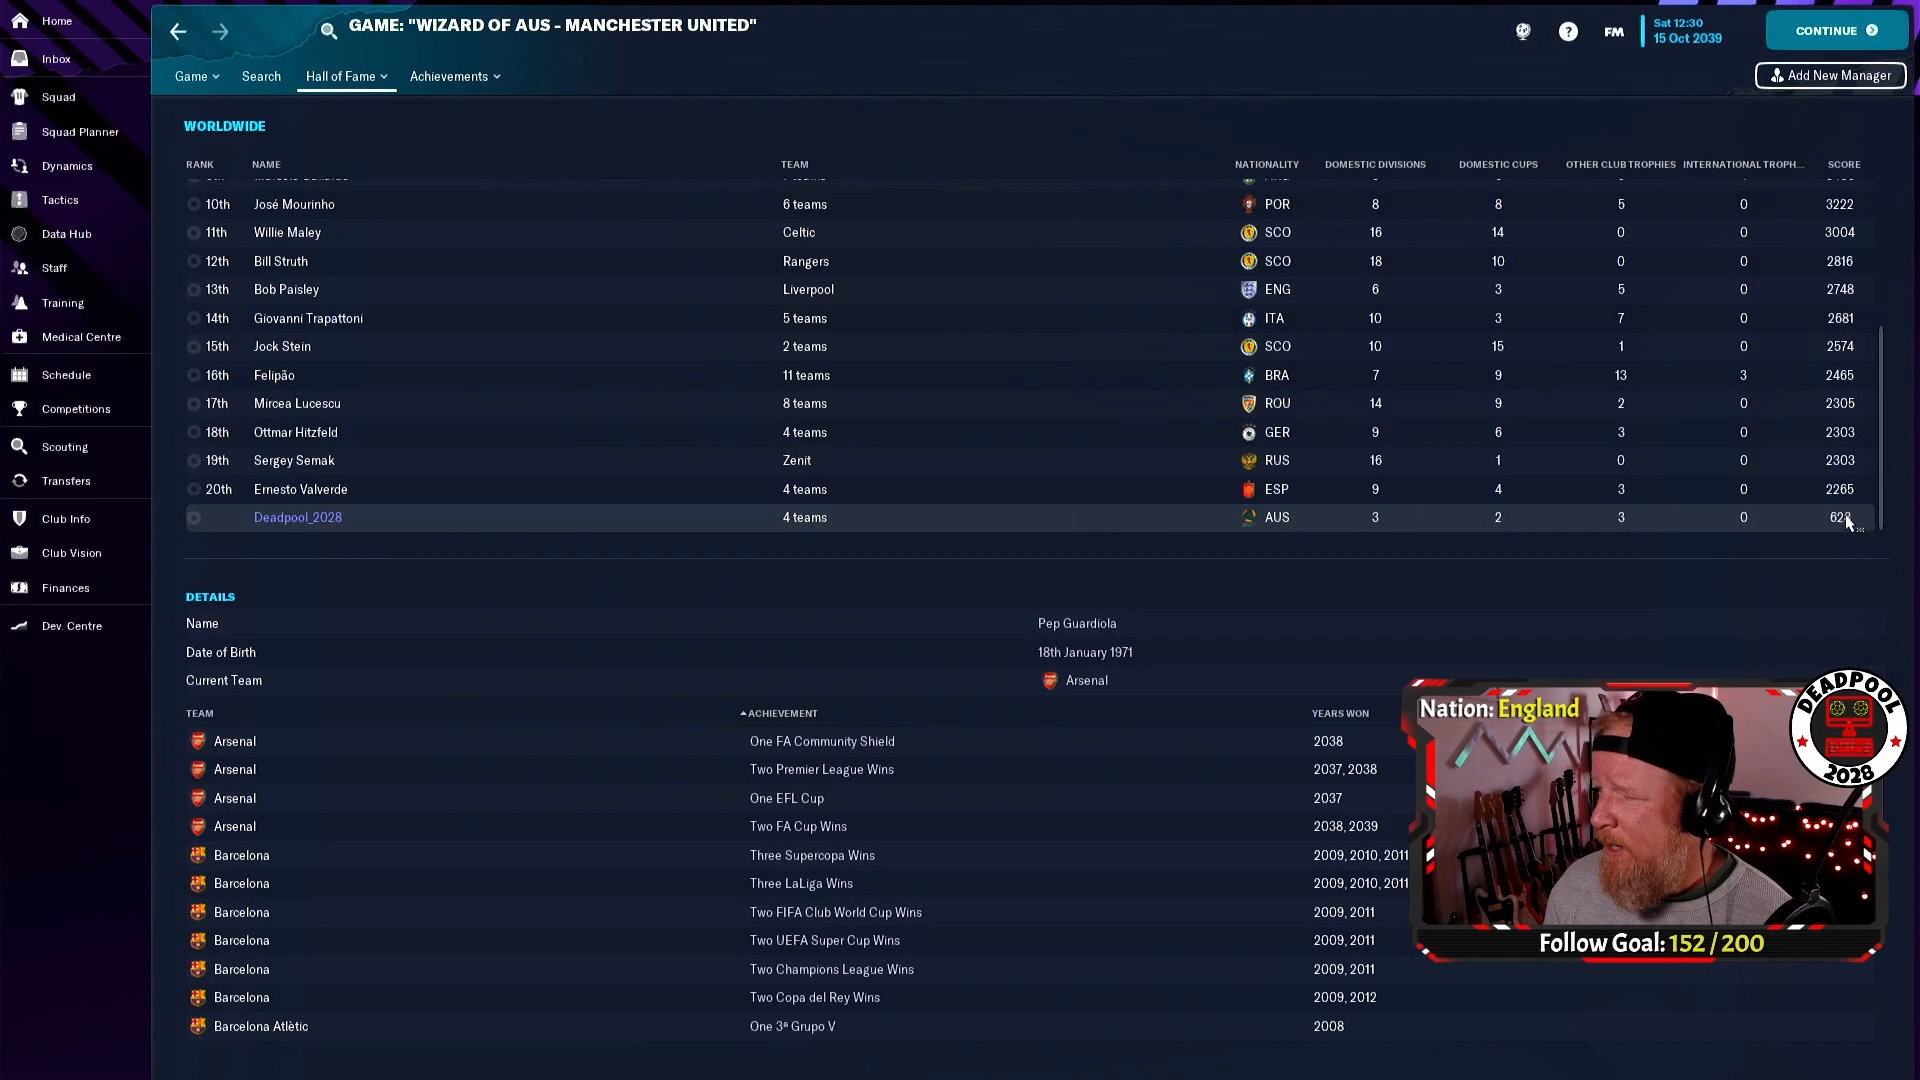 Home
Inbox
Squad
Squad Planner
Dynamics
Tactics
Data Hub
Staff
Training
Medical Centre
Schedule
Competitions
Scouting
Transfers
Club Info
Club Vision
Finances
Dev. Centre
GAME: "WIZARD OF AUS - MANCHESTER UNITED"
? FM Sat 12:30
15 Oct 2039
CONTINUE
Game Search Hall of Fame Achievements
Add New Manager
WORLDWIDE
RANK NAME TEAM NATIONALITY DOMESTIC DIVISIONS DOMESTIC CUPS OTHER CLUB TROPHIES INTERNATIONAL TROPH... SCORE
10th José Mourinho 6 teams POR 8 8 5 0 3222
11th Willie Maley Celtic SCO 16 14 0 0 3004
12th Bill Struth Rangers SCO 18 10 0 0 2816
13th Bob Paisley Liverpool ENG 6 3 5 0 2748
14th Giovanni Trapattoni 5 teams ITA 10 3 7 0 2681
15th Jock Stein 2 teams SCO 10 15 1 0 2574
16th Felipão 11 teams BRA 7 9 13 3 2465
17th Mircea Lucescu 8 teams ROU 14 9 2 0 2305
18th Ottmar Hitzfeld 4 teams GER 9 6 3 0 2303
19th Sergey Semak Zenit RUS 16 1 0 0 2303
20th Ernesto Valverde 4 teams ESP 9 4 3 0 2265
Deadpool_2028 4 teams AUS 3 2 3 0
DETAILS
Name Pep Guardiola
Date of Birth 18th January 1971
Current Team Arsenal
TEAM ACHIEVEMENT YEARS WON
Arsenal One FA Community Shield 2038
Arsenal Two Premier League Wins 2037, 2038
Arsenal One EFL Cup 2037
Arsenal Two FA Cup Wins 2038, 2039
Barcelona Three Supercopa Wins 2009, 2010, 2011
Barcelona Three LaLiga Wins 2009, 2010, 2011
Barcelona Two FIFA Club World Cup Wins 2009, 2011
Barcelona Two UEFA Super Cup Wins 2009, 2011
Barcelona Two Champions League Wins 2009, 2011
Barcelona Two Copa del Rey Wins 2009, 2012
Barcelona Atlètic One 3ª Grupo V 2008
Nation: England
DEADPOOL
2028
Follow Goal: 152 / 200